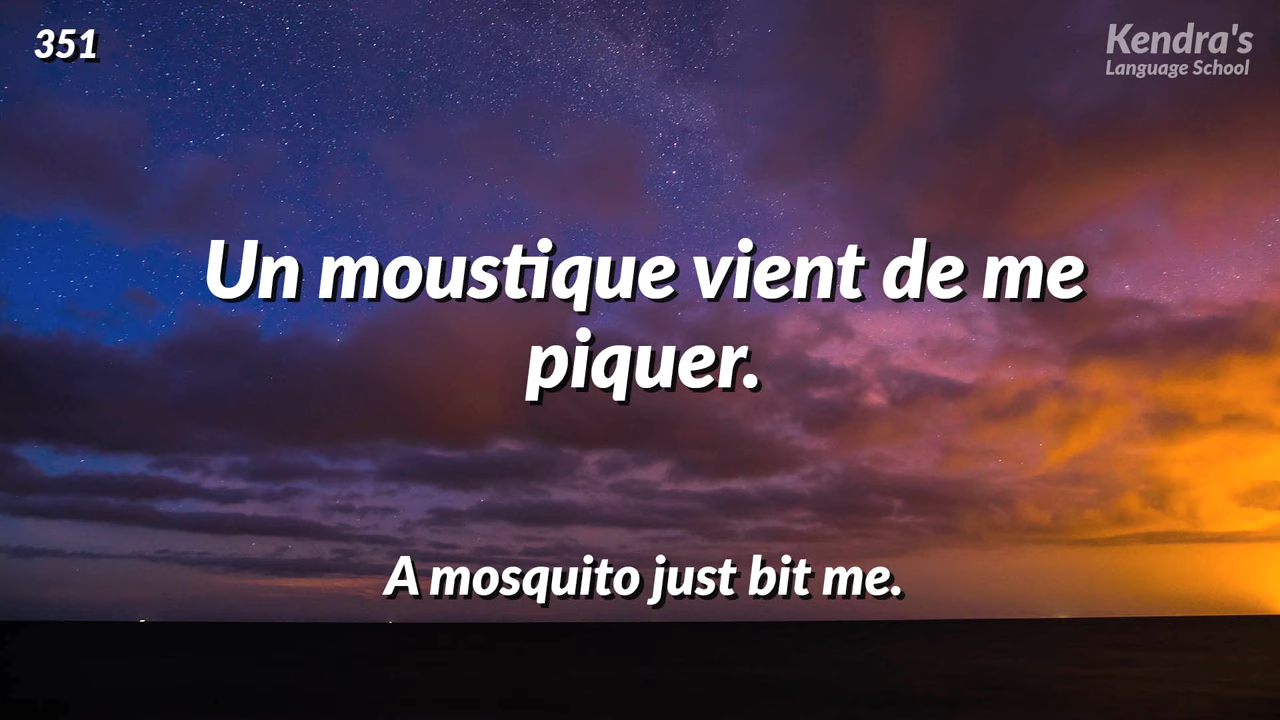 351
Kendra's
Language School
Un moustique vient de me
piquer.
A mosquito just bit me.